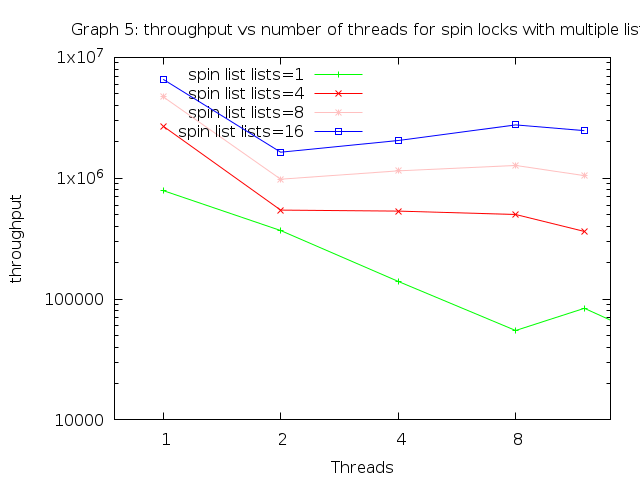 Graph 5: throughput vs number of threads for spin locks with multiple lis
1x10^7
1x10^6
100000
10000
throughput
spin list lists=1
spin list lists=4
spin list lists=8
spin list lists=16
1 2 4 8
Threads